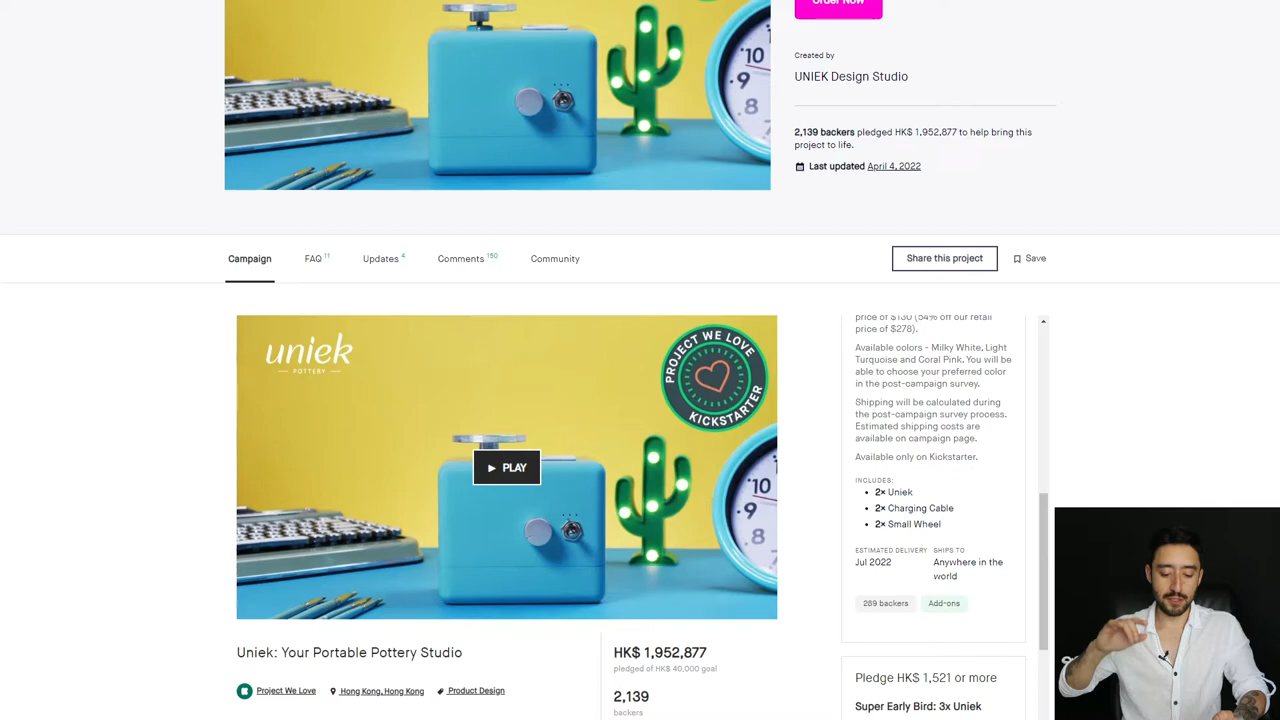 Order Now
Created by
UNIEK Design Studio
2,139 backers pledged HK$ 1,952,877 to help bring this
project to life.
Last updated April 4, 2022
Campaign
FAQ 11
Updates 4
Comments 150
Community
Share this project
Save
uniek
POTTERY
PROJECT WE LOVE
KICKSTARTER
PLAY
Uniek: Your Portable Pottery Studio
Project We Love
Hong Kong, Hong Kong
Product Design
HK$ 1,952,877
pledged of HK$ 40,000 goal
2,139
backers
price of $130 (54% off our retail
price of $278).
Available colors - Milky White, Light
Turquoise and Coral Pink. You will be
able to choose your preferred color
in the post-campaign survey.
Shipping will be calculated during
the post-campaign survey process.
Estimated shipping costs are
available on campaign page.
Available only on Kickstarter.
INCLUDES:
2× Uniek
2× Charging Cable
2× Small Wheel
ESTIMATED DELIVERY
Jul 2022
SHIPS TO
Anywhere in the
world
289 backers
Add-ons
Pledge HK$ 1,521 or more
Super Early Bird: 3x Uniek